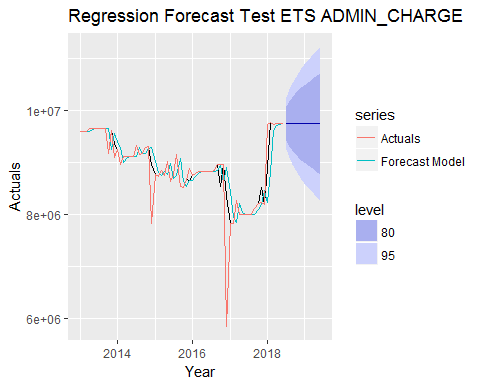 Regression Forecast Test ETS ADMIN_CHARGE
1e+07
8e+06
6e+06
Actuals
2014
2016
2018
Year
series
Actuals
Forecast Model
level
80
95